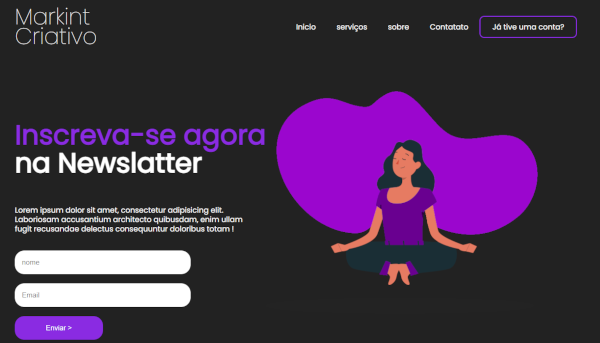 Markint
Criativo
Inicio serviços sobre Contatato Já tive uma conta?
Inscreva-se agora
na Newslatter
Lorem ipsum dolor sit amet, consectetur adipisicing elit.
Laboriosam accusantium architecto quibusdam, enim ullam
fugit recusandae delectus consequuntur doloribus totam !
nome
Email
Enviar >